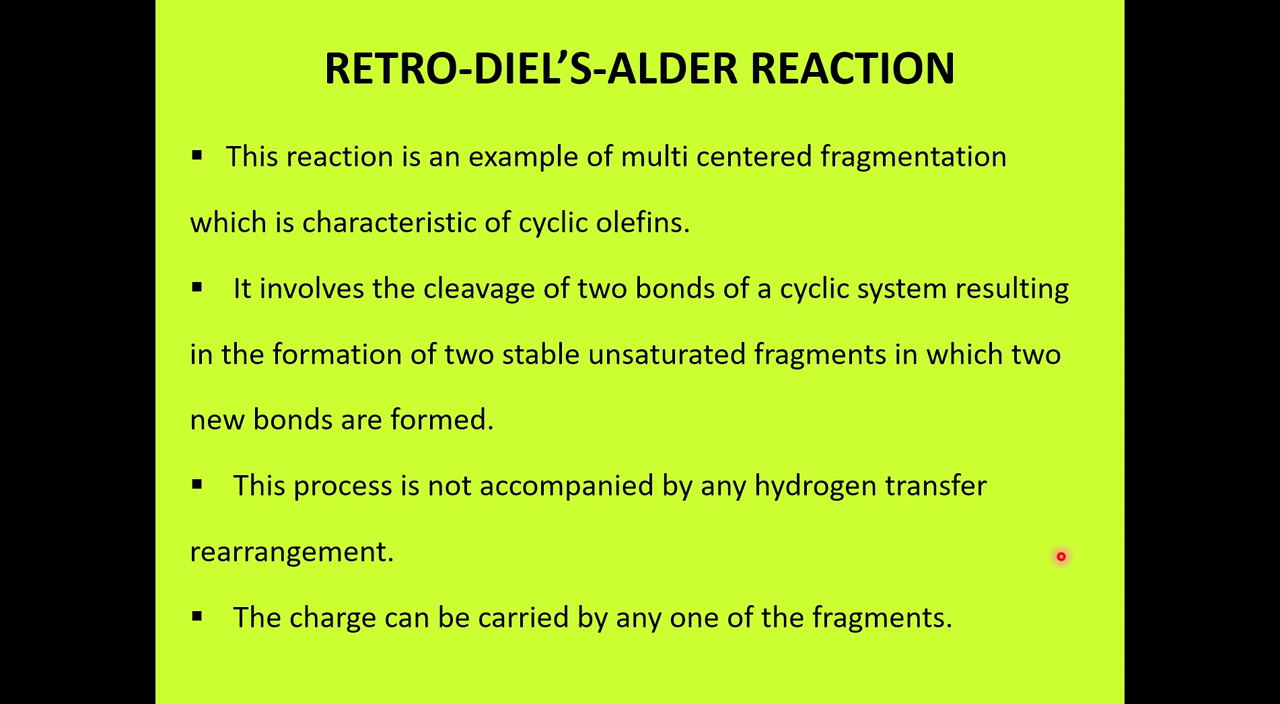 RETRO-DIEL’S-ALDER REACTION
▪ This reaction is an example of multi centered fragmentation
which is characteristic of cyclic olefins.
▪ It involves the cleavage of two bonds of a cyclic system resulting
in the formation of two stable unsaturated fragments in which two
new bonds are formed.
▪ This process is not accompanied by any hydrogen transfer
rearrangement.
▪ The charge can be carried by any one of the fragments.